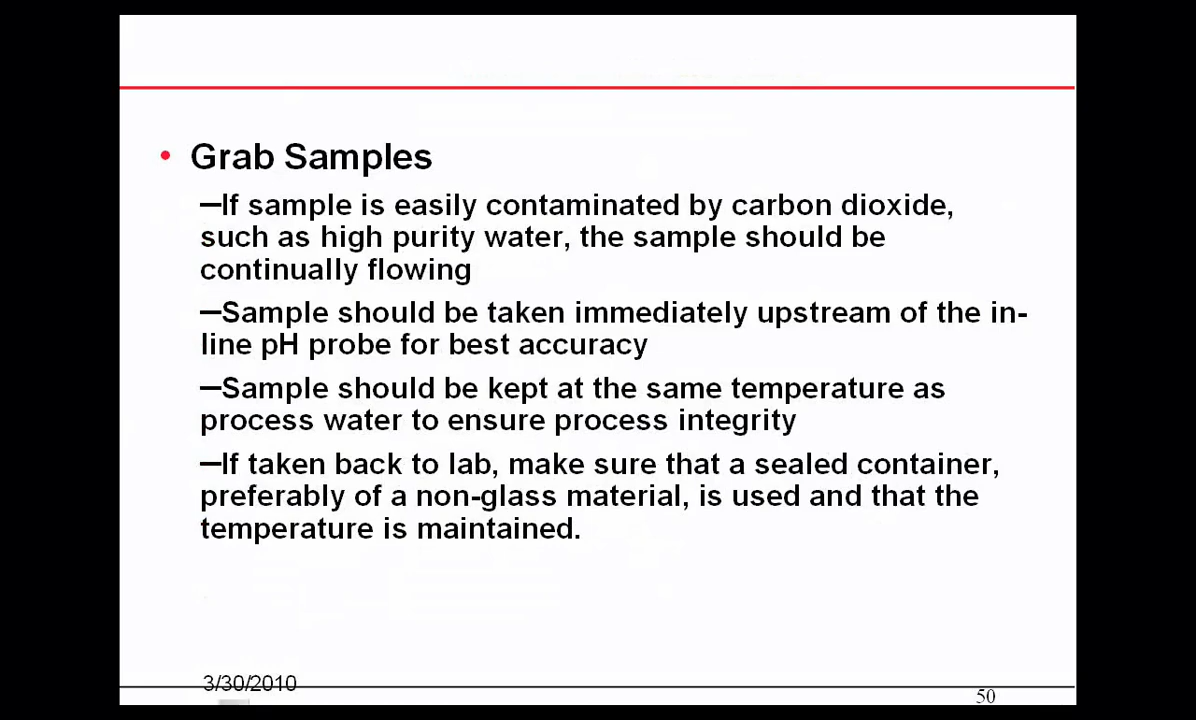 • Grab Samples
–If sample is easily contaminated by carbon dioxide,
such as high purity water, the sample should be
continually flowing
–Sample should be taken immediately upstream of the in-
line pH probe for best accuracy
–Sample should be kept at the same temperature as
process water to ensure process integrity
–If taken back to lab, make sure that a sealed container,
preferably of a non-glass material, is used and that the
temperature is maintained.
3/30/2010
50